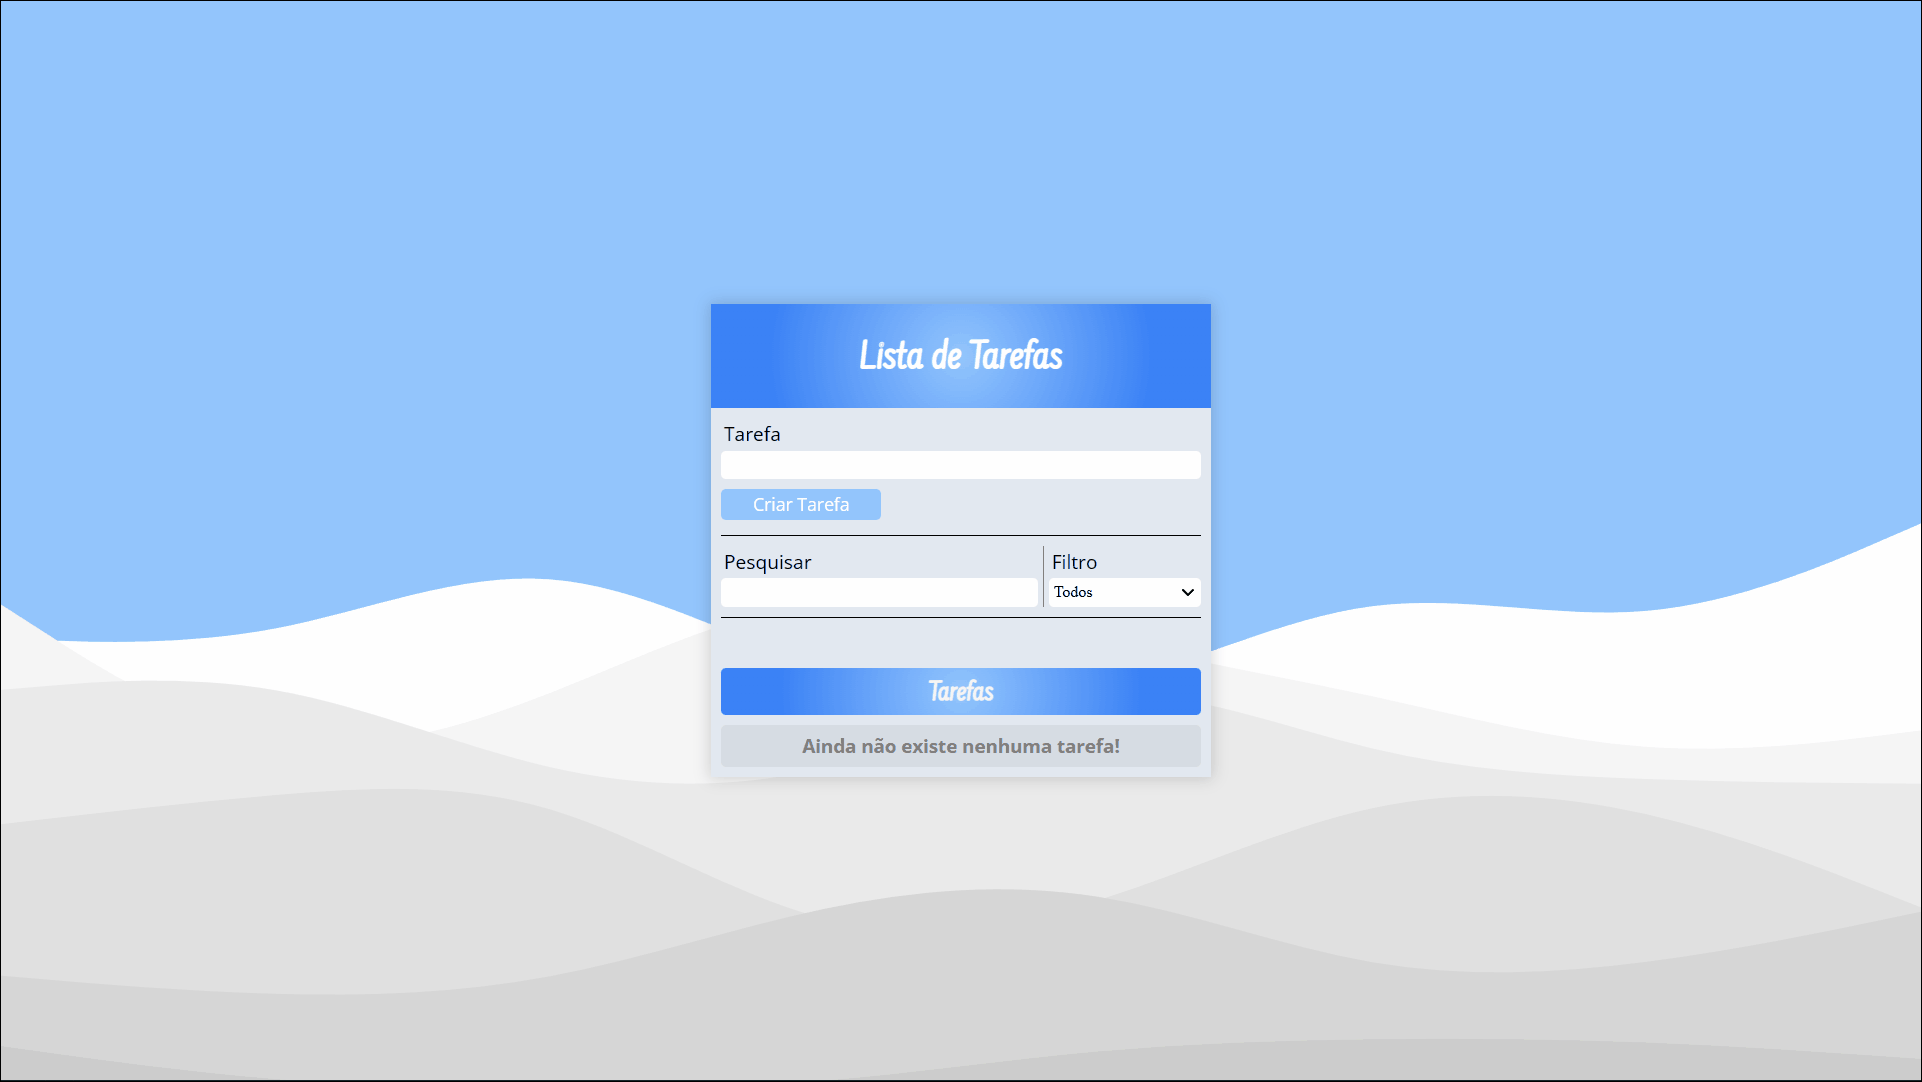 Lista de Tarefas
Tarefa
Criar Tarefa
Pesquisar
Filtro
Todos
Tarefas
Ainda não existe nenhuma tarefa!